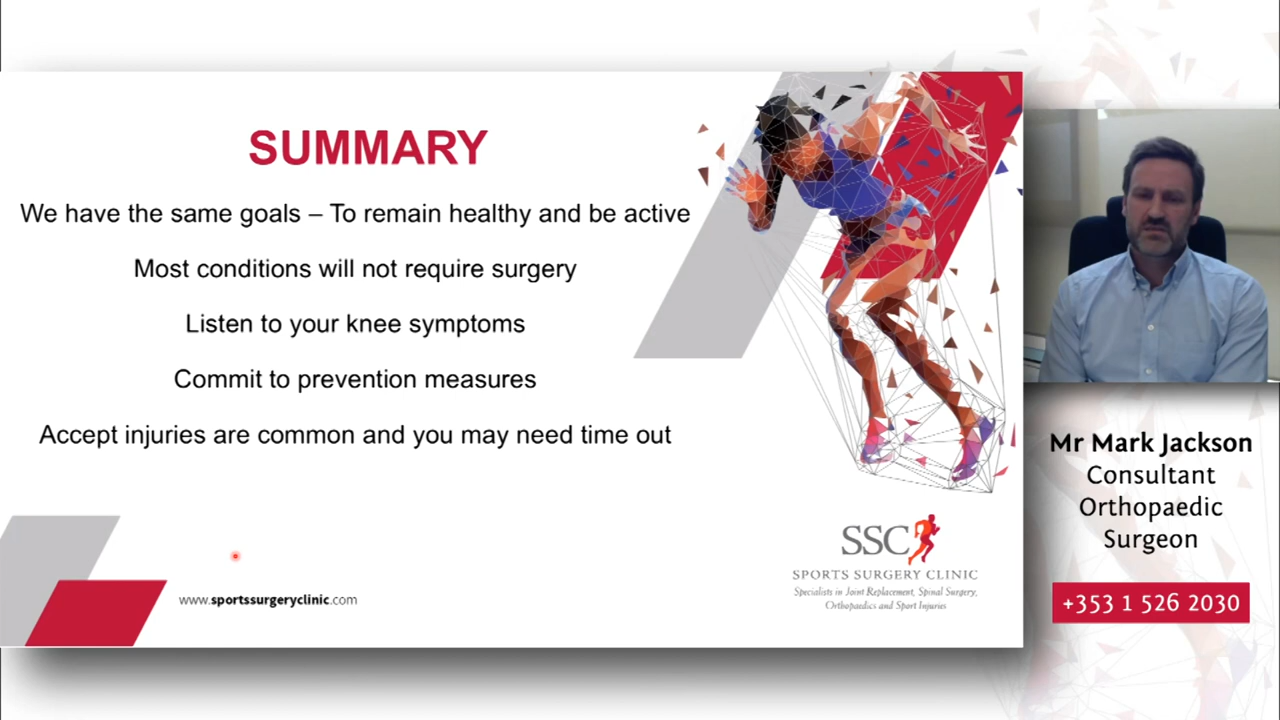 SUMMARY
We have the same goals – To remain healthy and be active
Most conditions will not require surgery
Listen to your knee symptoms
Commit to prevention measures
Accept injuries are common and you may need time out
www.sportssurgeryclinic.com
SSC
SPORTS SURGERY CLINIC
Specialists in Joint Replacement, Spinal Surgery,
Orthopaedics and Sport Injuries
Mr Mark Jackson
Consultant
Orthopaedic
Surgeon
+353 1 526 2030